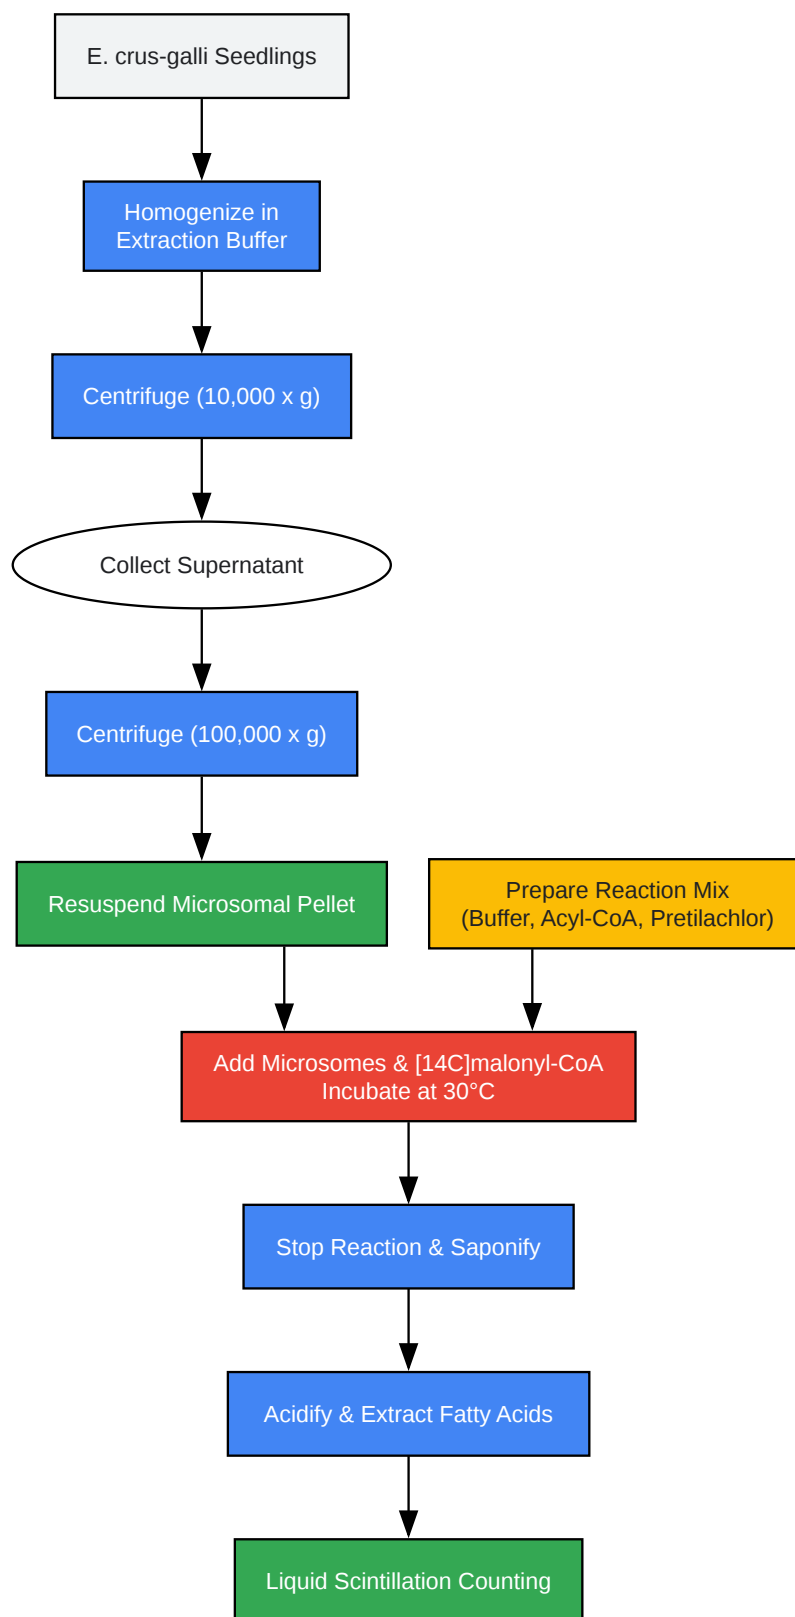 E. crus-galli Seedlings
Homogenize in
Extraction Buffer
Centrifuge (10,000 x g)
Collect Supernatant
Centrifuge (100,000 x g)
Resuspend Microsomal Pellet
Prepare Reaction Mix
(Buffer, Acyl-CoA, Pretilachlor)
Add Microsomes & [14C]malonyl-CoA
Incubate at 30°C
Stop Reaction & Saponify
Acidify & Extract Fatty Acids
Liquid Scintillation Counting